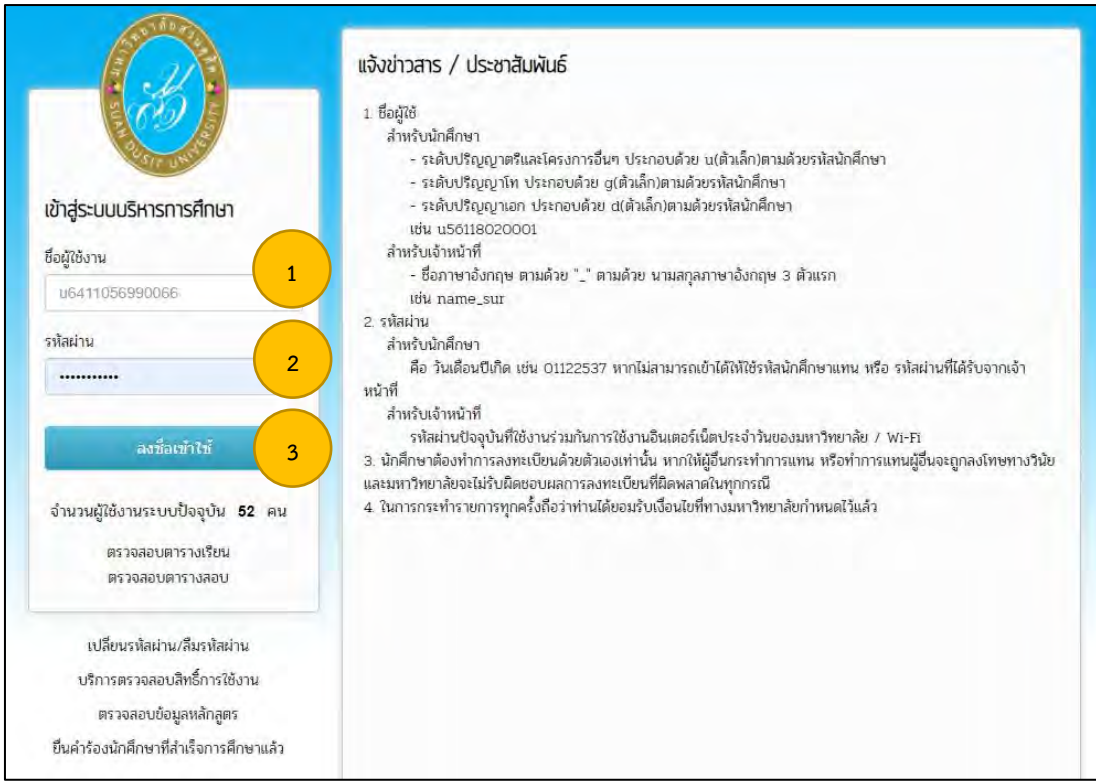 มหาวิทยาลัยสวนดุสิต
SUAN DUSIT UNIVERSITY
เข้าสู่ระบบบริหารการศึกษา
ชื่อผู้ใช้งาน
u6411056990066
1
รหัสผ่าน
•••••••••••
2
ลงชื่อเข้าใช้
3
จำนวนผู้ใช้งานระบบปัจจุบัน 52 คน
ตรวจสอบตารางเรียน
ตรวจสอบตารางสอบ
เปลี่ยนรหัสผ่าน/ลืมรหัสผ่าน
บริการตรวจสอบสิทธิ์การใช้งาน
ตรวจสอบข้อมูลหลักสูตร
ยื่นคำร้องนักศึกษาที่สำเร็จการศึกษาแล้ว
แจ้งข่าวสาร / ประชาสัมพันธ์
1. ชื่อผู้ใช้
สำหรับนักศึกษา
- ระดับปริญญาตรีและโครงการอื่นๆ ประกอบด้วย u(ตัวเล็ก)ตามด้วยรหัสนักศึกษา
- ระดับปริญญาโท ประกอบด้วย g(ตัวเล็ก)ตามด้วยรหัสนักศึกษา
- ระดับปริญญาเอก ประกอบด้วย d(ตัวเล็ก)ตามด้วยรหัสนักศึกษา
เช่น u56118020001
สำหรับเจ้าหน้าที่
- ชื่อภาษาอังกฤษ ตามด้วย "_" ตามด้วย นามสกุลภาษาอังกฤษ 3 ตัวแรก
เช่น name_sur
2. รหัสผ่าน
สำหรับนักศึกษา
คือ วันเดือนปีเกิด เช่น 01122537 หากไม่สามารถเข้าได้ให้ใช้รหัสนักศึกษาแทน หรือ รหัสผ่านที่ได้รับจากเจ้า
หน้าที่
สำหรับเจ้าหน้าที่
รหัสผ่านปัจจุบันที่ใช้งานร่วมกันการใช้งานอินเตอร์เน็ตประจำวันของมหาวิทยาลัย / Wi-Fi
3. นักศึกษาต้องทำการลงทะเบียนด้วยตัวเองเท่านั้น หากให้ผู้อื่นกระทำการแทน หรือทำการแทนผู้อื่นจะถูกลงโทษทางวินัย
และมหาวิทยาลัยจะไม่รับผิดชอบผลการลงทะเบียนที่ผิดพลาดในทุกกรณี
4. ในการกระทำรายการทุกครั้งถือว่าท่านได้ยอมรับเงื่อนไขที่ทางมหาวิทยาลัยกำหนดไว้แล้ว